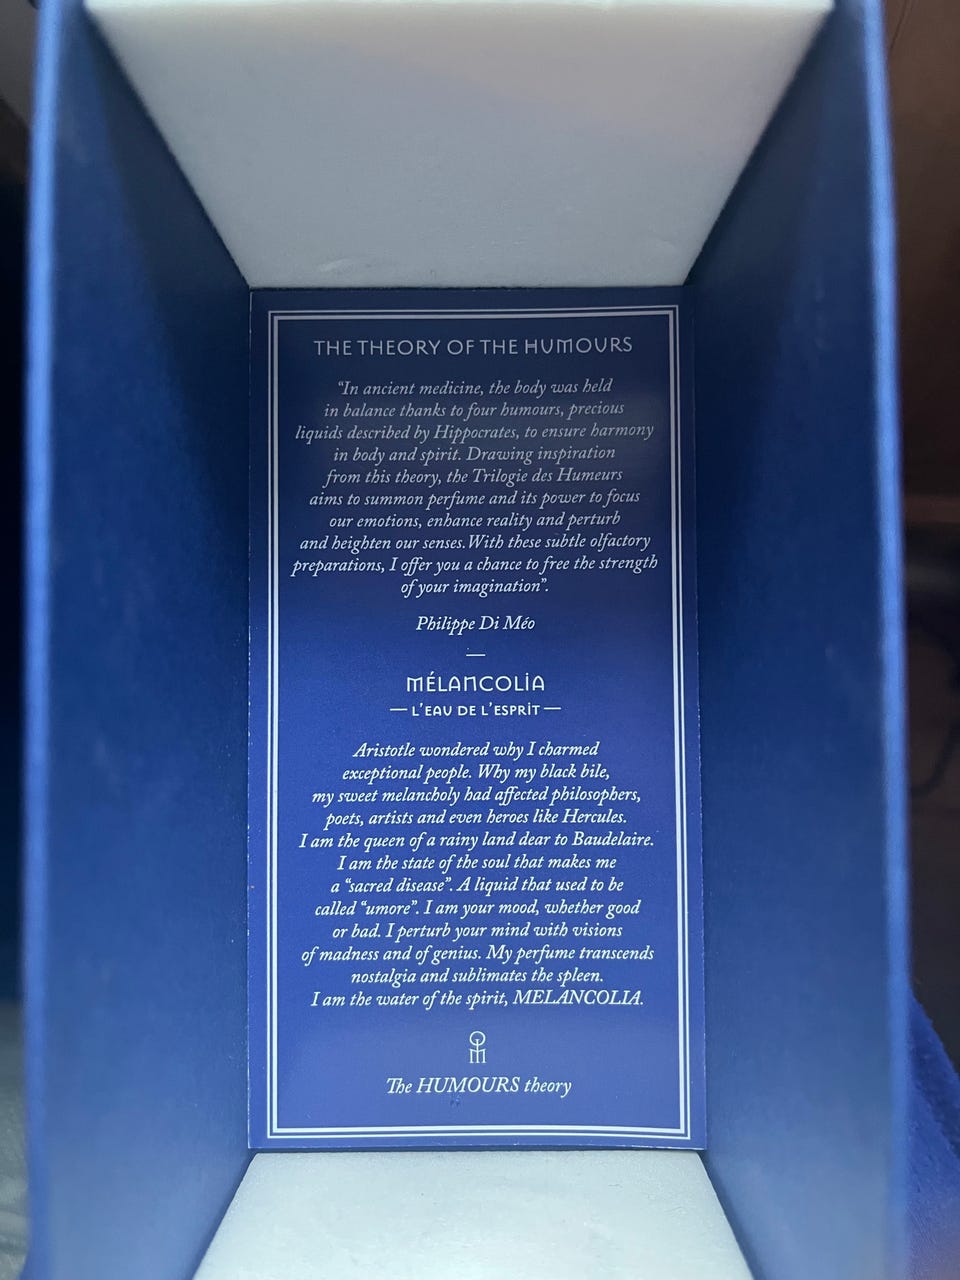 THE THEORY OF THE HUMOURS
“In ancient medicine, the body was held
in balance thanks to four humours, precious
liquids described by Hippocrates, to ensure harmony
in body and spirit. Drawing inspiration
from this theory, the Trilogie des Humeurs
aims to summon perfume and its power to focus
our emotions, enhance reality and perturb
and heighten our senses.With these subtle olfactory
preparations, I offer you a chance to free the strength
of your imagination”.
Philippe Di Méo
—
MÉLANCOLIA
— L’EAU DE L’ESPRIT —
Aristotle wondered why I charmed
exceptional people. Why my black bile,
my sweet melancholy had affected philosophers,
poets, artists and even heroes like Hercules.
I am the queen of a rainy land dear to Baudelaire.
I am the state of the soul that makes me
a “sacred disease”. A liquid that used to be
called “umore”. I am your mood, whether good
or bad. I perturb your mind with visions
of madness and of genius. My perfume transcends
nostalgia and sublimates the spleen.
I am the water of the spirit, MELANCOLIA.
The HUMOURS theory